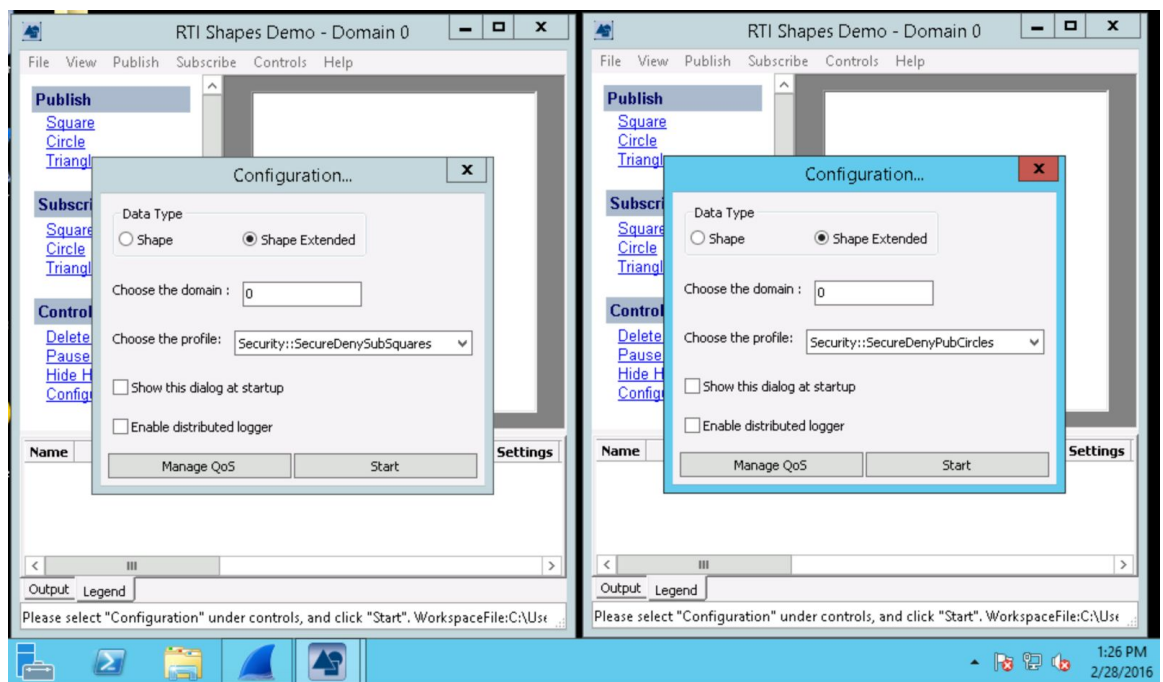 RTI Shapes Demo - Domain 0
File View Publish Subscribe Controls Help
Publish
Square
Circle
Triangl
Subscri
Square
Circle
Triangl
Control
Delete
Pause
Hide H
Configu
Configuration...
x
Data Type
Shape
Shape Extended
Choose the domain :
0
Choose the profile:
Security::SecureDenySubSquares
Show this dialog at startup
Enable distributed logger
Manage QoS
Start
Name
Settings
Output
Legend
Please select "Configuration" under controls, and click "Start". WorkspaceFile:C:\Use
RTI Shapes Demo - Domain 0
File View Publish Subscribe Controls Help
Publish
Square
Circle
Triangl
Subscri
Square
Circle
Triangl
Control
Delete
Pause
Hide H
Configu
Configuration...
x
Data Type
Shape
Shape Extended
Choose the domain :
0
Choose the profile:
Security::SecureDenyPubCircles
Show this dialog at startup
Enable distributed logger
Manage QoS
Start
Name
Settings
Output
Legend
Please select "Configuration" under controls, and click "Start". WorkspaceFile:C:\Use
1:26 PM
2/28/2016